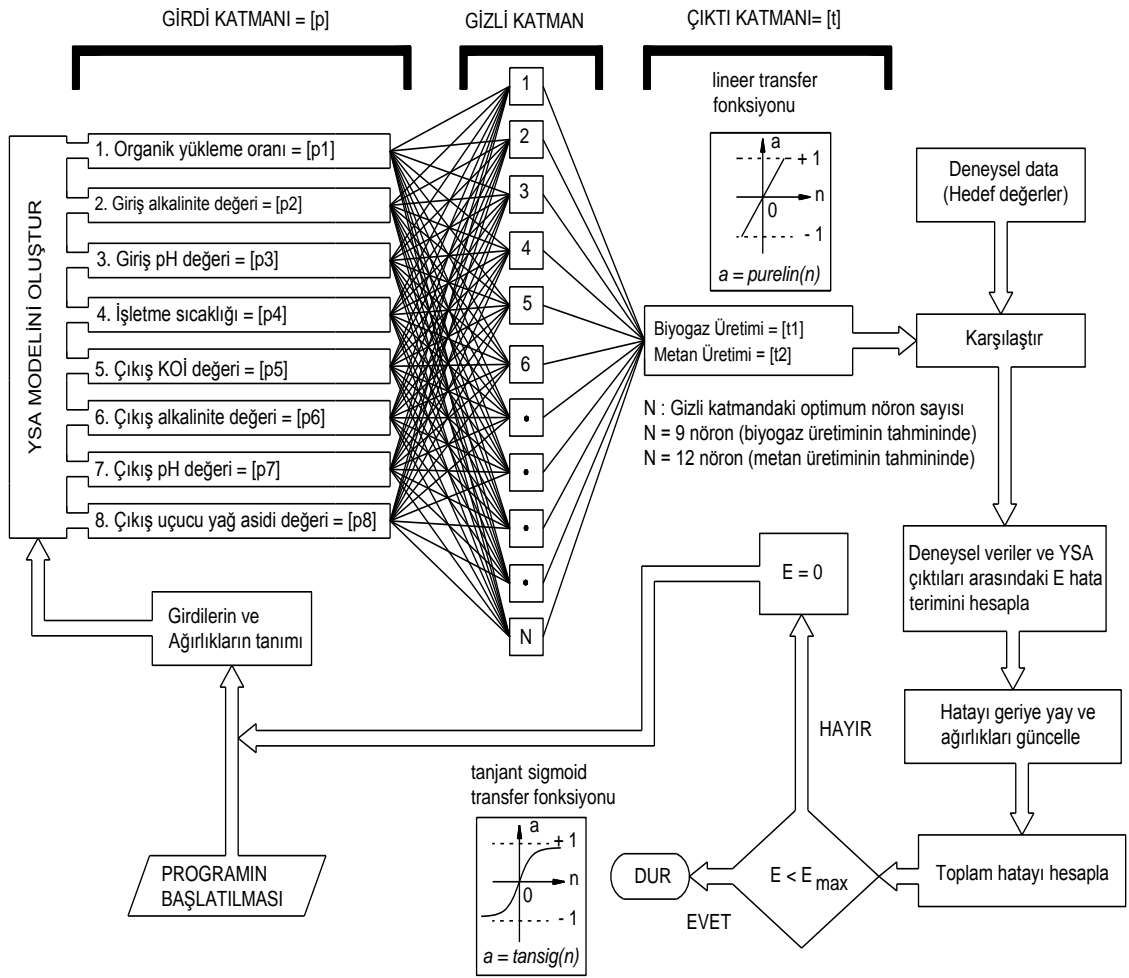 GİRDİ KATMANI = [p]
GİZLİ KATMAN
ÇIKTI KATMANI= [t]
YSA MODELİNİ OLUŞTUR
1. Organik yükleme oranı = [p1]
2. Giriş alkalinite değeri = [p2]
3. Giriş pH değeri = [p3]
4. İşletme sıcaklığı = [p4]
5. Çıkış KOİ değeri = [p5]
6. Çıkış alkalinite değeri = [p6]
7. Çıkış pH değeri = [p7]
8. Çıkış uçucu yağ asidi değeri = [p8]
1
2
3
4
5
6
N
lineer transfer
fonksiyonu
a
+ 1
n
0
- 1
a = purelin(n)
Biyogaz Üretimi = [t1]
Metan Üretimi = [t2]
N : Gizli katmandaki optimum nöron sayısı
N = 9 nöron (biyogaz üretiminin tahmininde)
N = 12 nöron (metan üretiminin tahmininde)
Deneysel data
(Hedef değerler)
Karşılaştır
Deneysel veriler ve YSA
çıktıları arasındaki E hata
terimini hesapla
Hatayı geriye yay ve
ağırlıkları güncelle
Toplam hatayı hesapla
E < E max
HAYIR
E = 0
EVET
DUR
Girdilerin ve
Ağırlıkların tanımı
PROGRAMIN
BAŞLATILMASI
tanjant sigmoid
transfer fonksiyonu
a
+ 1
n
0
- 1
a = tansig(n)